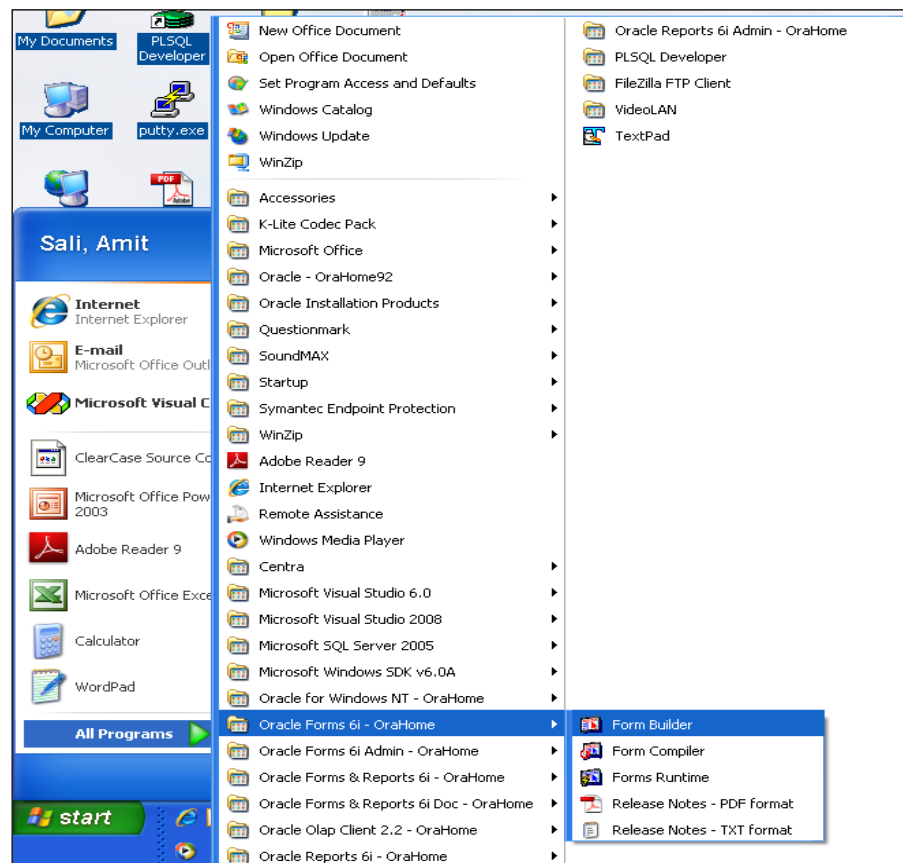 My Documents
PLSQL
Developer
My Computer
putty.exe
PDF
Adobe
Sali, Amit
Internet
Internet Explorer
E-mail
Microsoft Office Outl
Microsoft Visual C
ClearCase Source Co
Microsoft Office Pow
2003
Adobe Reader 9
Microsoft Office Exce
Calculator
WordPad
All Programs
start
New Office Document
Open Office Document
Set Program Access and Defaults
Windows Catalog
Windows Update
WinZip
Accessories
K-Lite Codec Pack
Microsoft Office
Oracle - OraHome92
Oracle Installation Products
Questionmark
SoundMAX
Startup
Symantec Endpoint Protection
WinZip
Adobe Reader 9
Internet Explorer
Remote Assistance
Windows Media Player
Centra
Microsoft Visual Studio 6.0
Microsoft Visual Studio 2008
Microsoft SQL Server 2005
Microsoft Windows SDK v6.0A
Oracle for Windows NT - OraHome
Oracle Forms 6i - OraHome
Oracle Forms 6i Admin - OraHome
Oracle Forms & Reports 6i - OraHome
Oracle Forms & Reports 6i Doc - OraHome
Oracle Olap Client 2.2 - OraHome
Oracle Reports 6i - OraHome
Oracle Reports 6i Admin - OraHome
PLSQL Developer
FileZilla FTP Client
VideoLAN
TextPad
Form Builder
Form Compiler
Forms Runtime
Release Notes - PDF format
Release Notes - TXT format